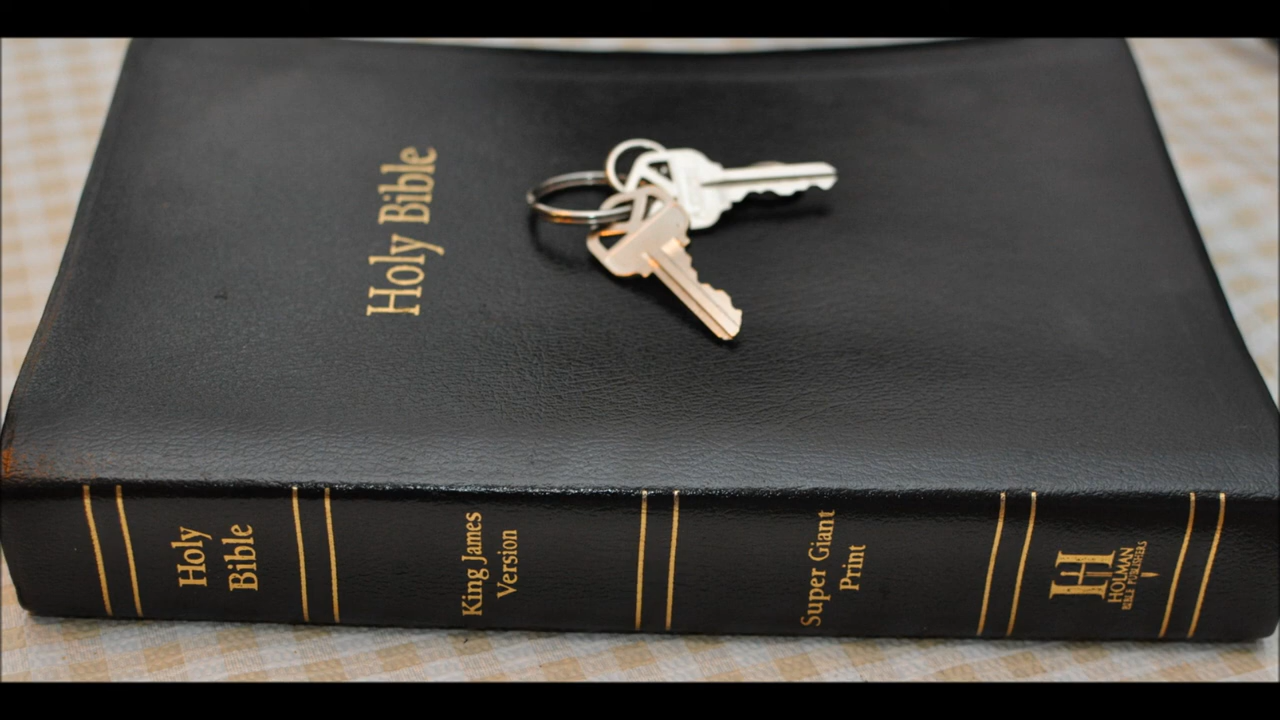 Holy Bible
Holy
Bible
King James
Version
Super Giant
Print
HOLMAN
BIBLE PUBLISHERS